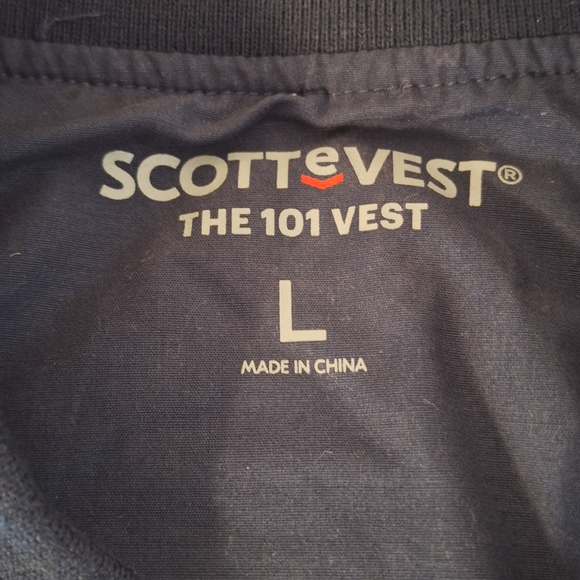 SCOTTeVEST®
THE 101 VEST
L
MADE IN CHINA